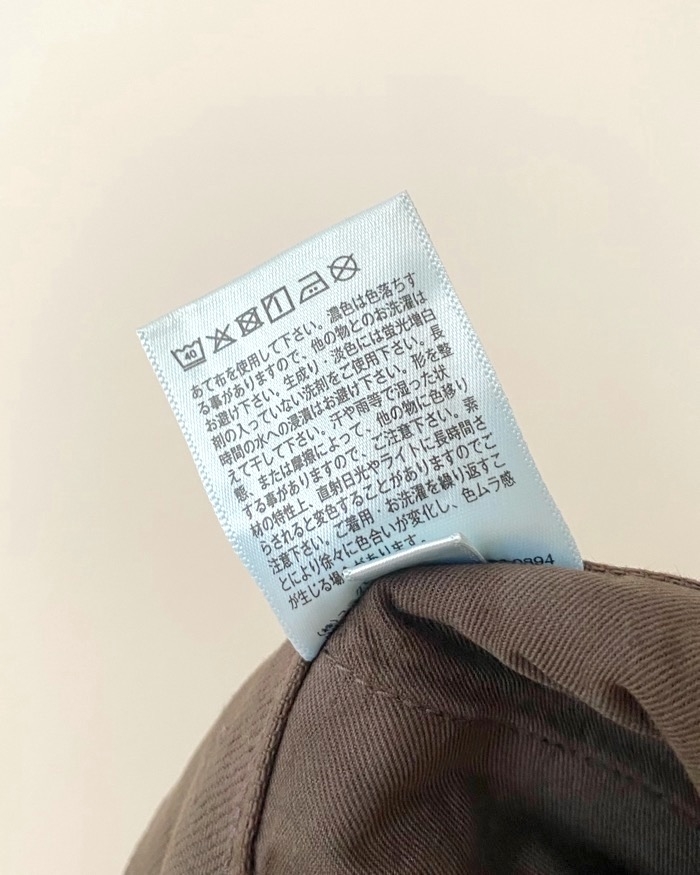 40
あて布を使用して下さい。濃色は色落ちす
る事がありますので、他の物とのお洗濯は
お避け下さい。生成り・淡色には蛍光増白
剤の入っていない洗剤をご使用下さい。長
時間の水への浸漬はお避け下さい。形を整
えて干して下さい。汗や雨等で湿った状
態、または摩擦によって、他の物に色移り
する事がありますので、ご注意下さい。素
材の特性上、直射日光やライトに長時間さ
らされると変色することがありますのでご
注意下さい。ご着用・お洗濯を繰り返すこ
とにより徐々に色合いが変化し、色ムラ感
が生じる場合があります。
(株)
0894